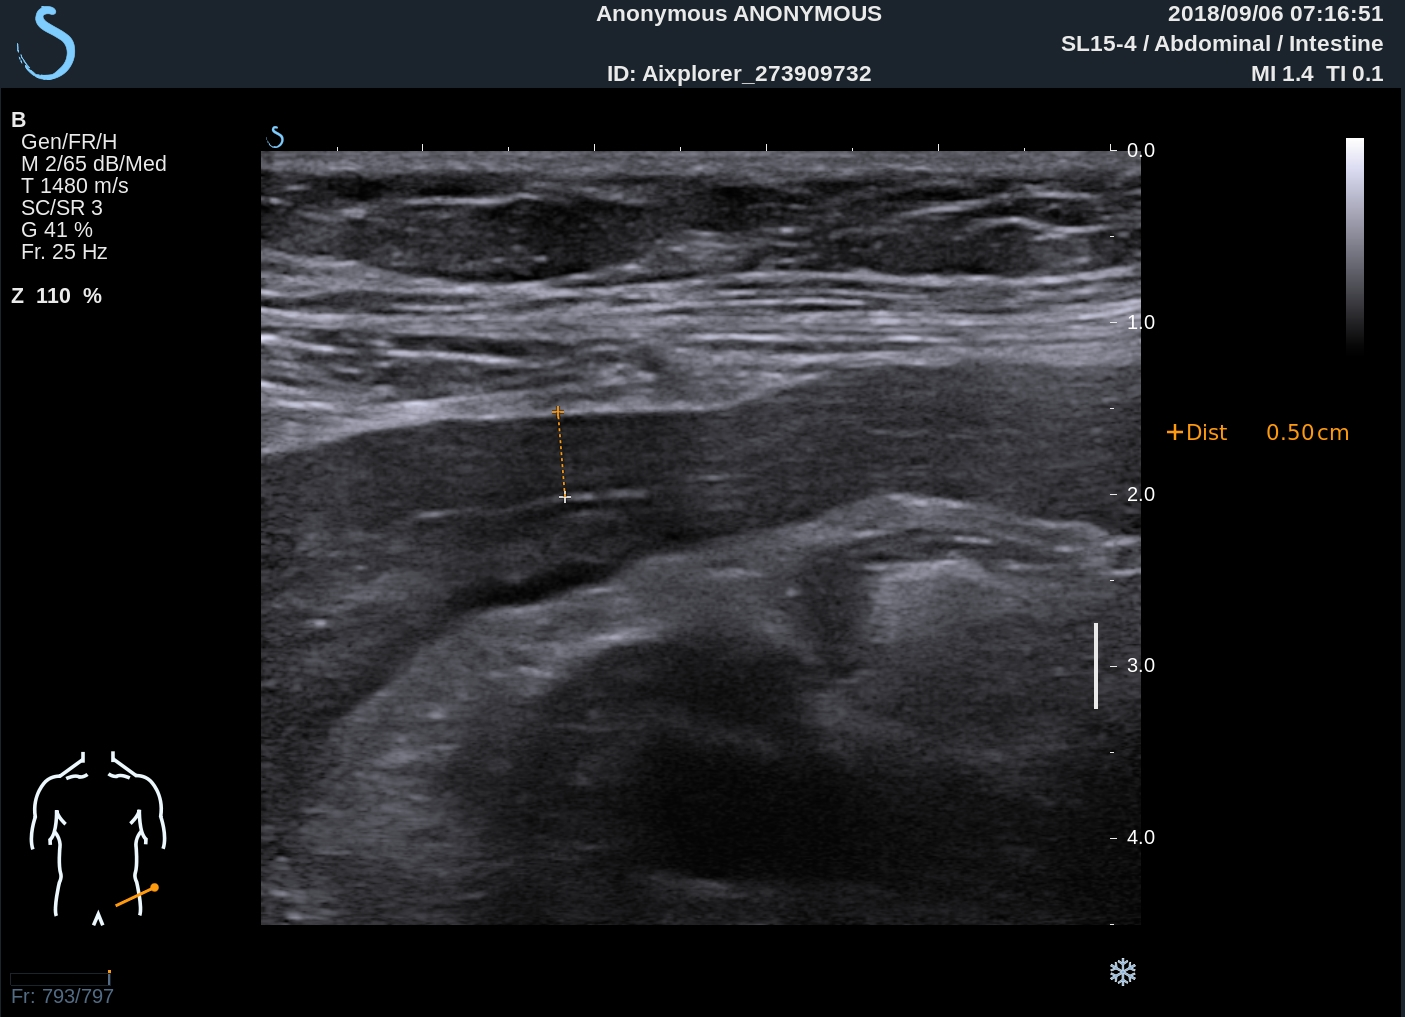 Anonymous ANONYMOUS
2018/09/06 07:16:51
SL15-4 / Abdominal / Intestine
ID: Aixplorer_273909732
MI 1.4 TI 0.1
B
Gen/FR/H
M 2/65 dB/Med
T 1480 m/s
SC/SR 3
G 41 %
Fr. 25 Hz
Z 110 %
0.0
1.0
+Dist 0.50 cm
2.0
3.0
4.0
Fr: 793/797